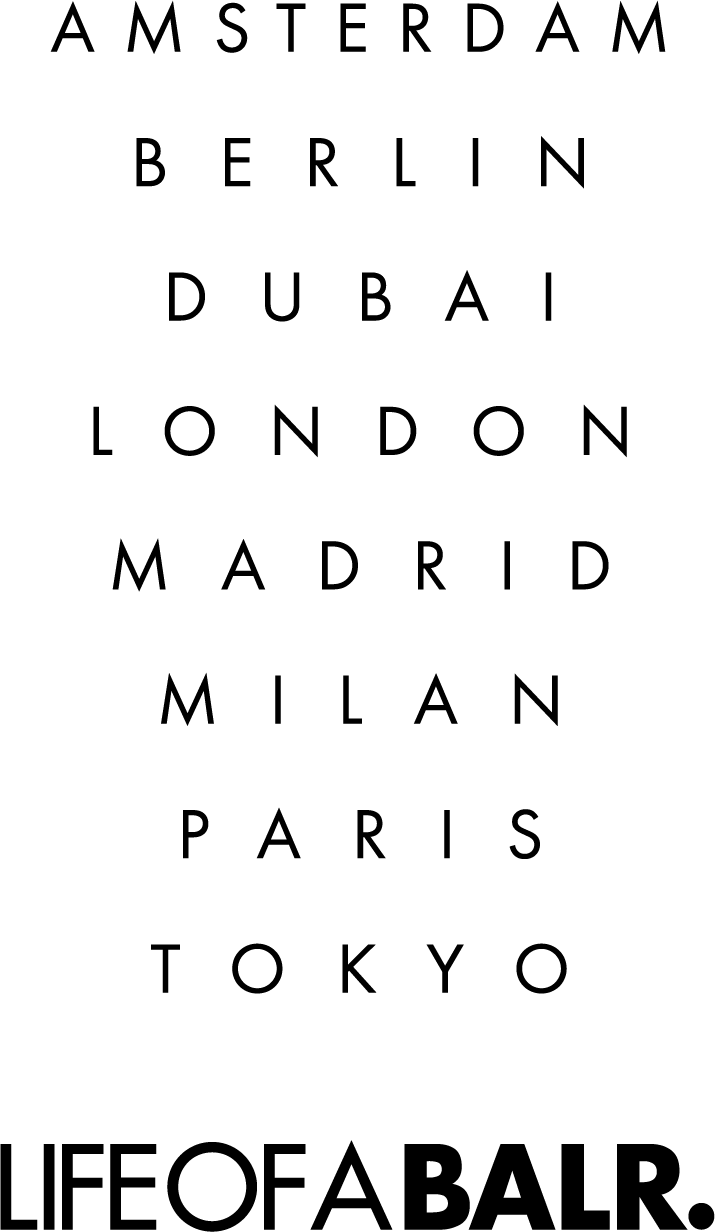 AMSTERDAM
BERLIN
DUBAI
LONDON
MADRID
MILAN
PARIS
TOKYO
LIFEOFABALR.